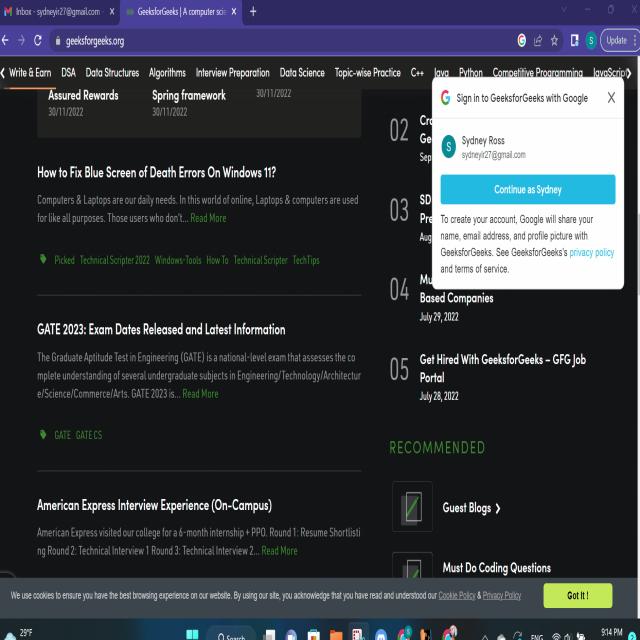 Inbox - sydneyir27@gmail.com -
GeeksforGeeks | A computer scie
geeksforgeeks.org
S
Update
Write & Earn DSA Data Structures Algorithms Interview Preparation Data Science Topic-wise Practice C++ Java Python Competitive Programming JavaScrip
Assured Rewards
30/11/2022
Spring framework
30/11/2022
30/11/2022
How to Fix Blue Screen of Death Errors On Windows 11?
Computers & Laptops are our daily needs. In this world of online, Laptops & computers are used
for like all purposes. Those users who don't... Read More
Picked Technical Scripter 2022 Windows-Tools How To Technical Scripter TechTips
GATE 2023: Exam Dates Released and Latest Information
The Graduate Aptitude Test in Engineering (GATE) is a national-level exam that assesses the co
mplete understanding of several undergraduate subjects in Engineering/Technology/Architectur
e/Science/Commerce/Arts. GATE 2023 is... Read More
GATE GATE CS
American Express Interview Experience (On-Campus)
American Express visited our college for a 6-month internship + PPO. Round 1: Resume Shortlisti
ng Round 2: Technical Interview 1 Round 3: Technical Interview 2... Read More
02
Cra
Gee
Sep
03
SD
Pre
Aug
04
Mu
Based Companies
July 29, 2022
05
Get Hired With GeeksforGeeks – GFG Job
Portal
July 28, 2022
RECOMMENDED
Guest Blogs ❯
Must Do Coding Questions
G Sign in to GeeksforGeeks with Google X
S
Sydney Ross
sydneyir27@gmail.com
Continue as Sydney
To create your account, Google will share your
name, email address, and profile picture with
GeeksforGeeks. See GeeksforGeeks's privacy policy
and terms of service.
We use cookies to ensure you have the best browsing experience on our website. By using our site, you acknowledge that you have read and understood our Cookie Policy & Privacy Policy
Got It !
29°F
Search
ENG
9:14 PM